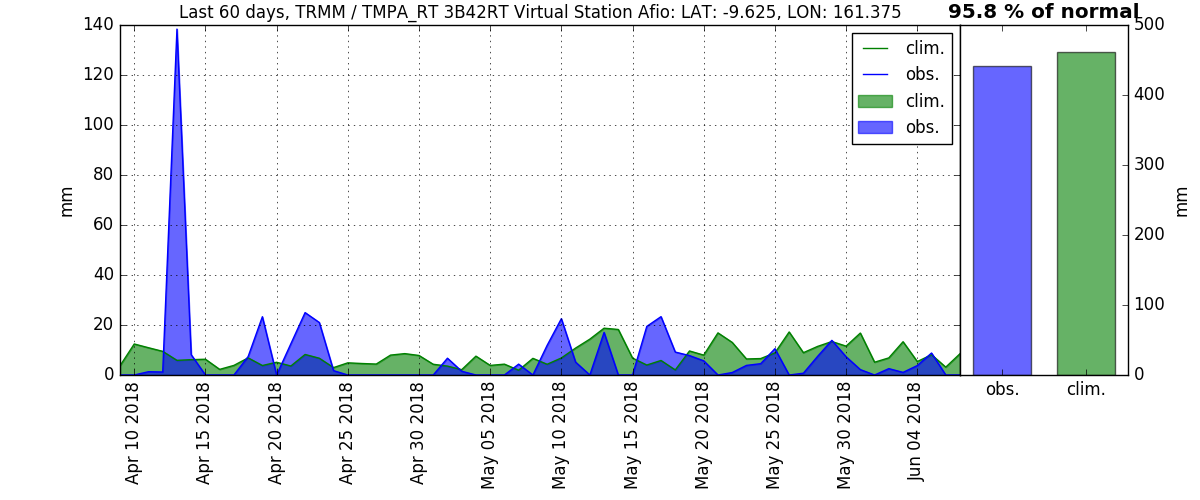 Last 60 days, TRMM / TMPA_RT 3B42RT Virtual Station Afio: LAT: -9.625, LON: 161.375
95.8 % of normal
mm
140
120
100
80
60
40
20
0
clim.
obs.
clim.
obs.
500
400
300
200
100
0
mm
Apr 10 2018
Apr 15 2018
Apr 20 2018
Apr 25 2018
Apr 30 2018
May 05 2018
May 10 2018
May 15 2018
May 20 2018
May 25 2018
May 30 2018
Jun 04 2018
obs.
clim.